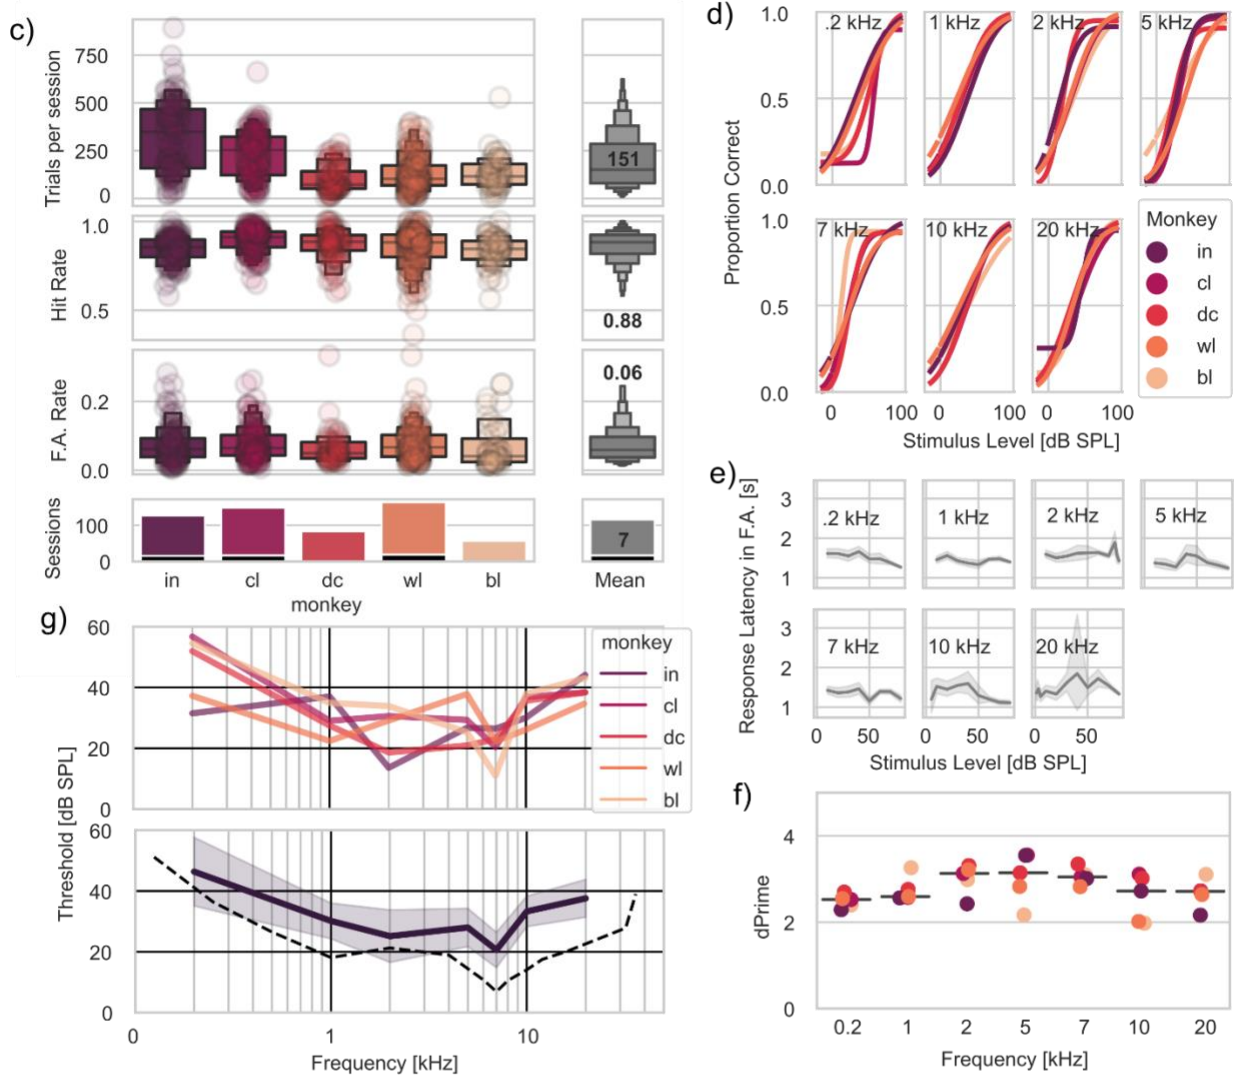 c)
Trials per session
750
500
250
0
151
Hit Rate
1.0
0.5
0.88
F.A. Rate
0.2
0.0
0.06
Sessions
100
0
7
in cl dc wl bl Mean
monkey
d)
Proportion Correct
1.0
0.5
0.0
.2 kHz 1 kHz 2 kHz 5 kHz
1.0
0.5
0.0
7 kHz 10 kHz 20 kHz
0 100 0 100 0 100
Stimulus Level [dB SPL]
Monkey
in
cl
dc
wl
bl
e)
Response Latency in F.A. [s]
3
2
1
.2 kHz 1 kHz 2 kHz 5 kHz
3
2
1
7 kHz 10 kHz 20 kHz
0 50 0 50 0 50
Stimulus Level [dB SPL]
f)
dPrime
4
2
0
0.2 1 2 5 7 10 20
Frequency [kHz]
g)
Threshold [dB SPL]
60
40
20
0
monkey
in
cl
dc
wl
bl
60
40
20
0
0 1 10
Frequency [kHz]